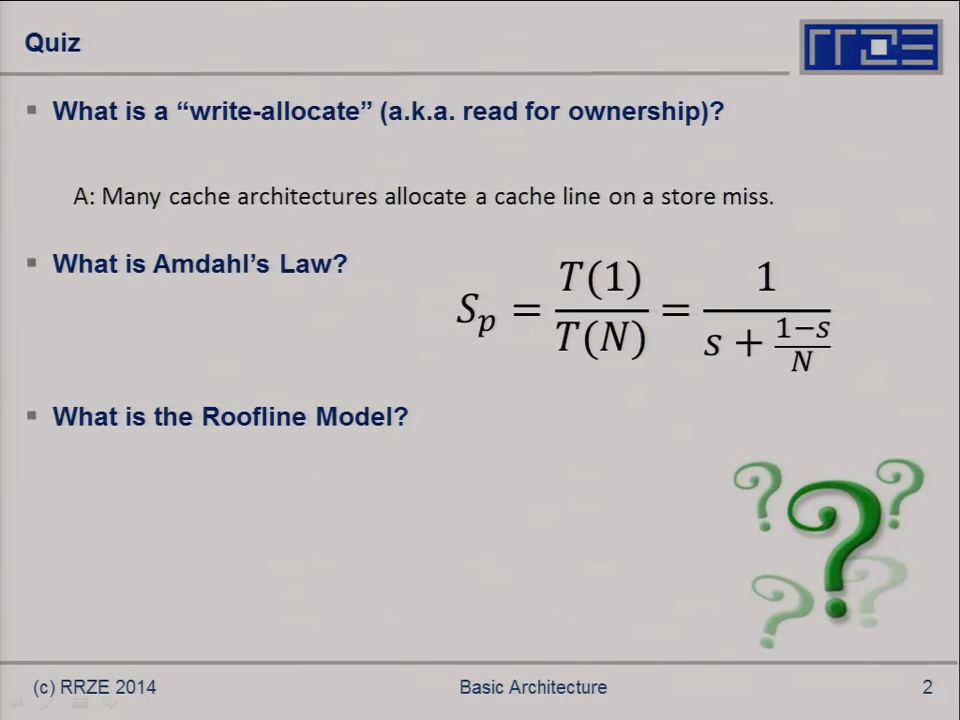 Quiz
RRZE
What is a “write-allocate” (a.k.a. read for ownership)?
A: Many cache architectures allocate a cache line on a store miss.
What is Amdahl’s Law?
S_p = T(1)/T(N) = 1/(s + (1−s)/N)
What is the Roofline Model?
(c) RRZE 2014
Basic Architecture
2